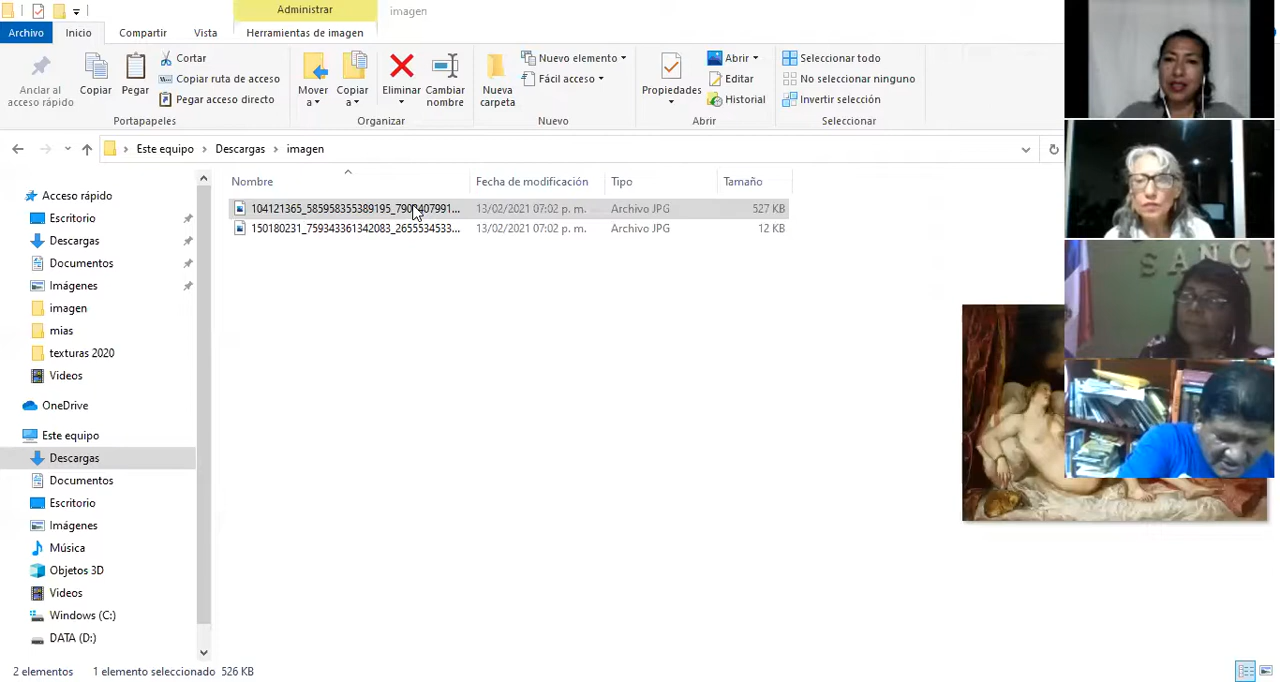 Administrar
imagen
Archivo
Inicio
Compartir
Vista
Herramientas de imagen
Anclar al
acceso rápido
Copiar
Pegar
Cortar
Copiar ruta de acceso
Pegar acceso directo
Portapapeles
Mover
a
Copiar
a
Eliminar
Cambiar
nombre
Organizar
Nueva
carpeta
Nuevo elemento
Fácil acceso
Nuevo
Propiedades
Abrir
Editar
Historial
Abrir
Seleccionar todo
No seleccionar ninguno
Invertir selección
Seleccionar
Este equipo
Descargas
imagen
Nombre
Fecha de modificación
Tipo
Tamaño
104121365_585958355389195_790 407991...
13/02/2021 07:02 p. m.
Archivo JPG
527 KB
150180231_759343361342083_2655534533...
13/02/2021 07:02 p. m.
Archivo JPG
12 KB
Acceso rápido
Escritorio
Descargas
Documentos
Imágenes
imagen
mias
texturas 2020
Videos
OneDrive
Este equipo
Descargas
Documentos
Escritorio
Imágenes
Música
Objetos 3D
Videos
Windows (C:)
DATA (D:)
2 elementos
1 elemento seleccionado 526 KB
SANC